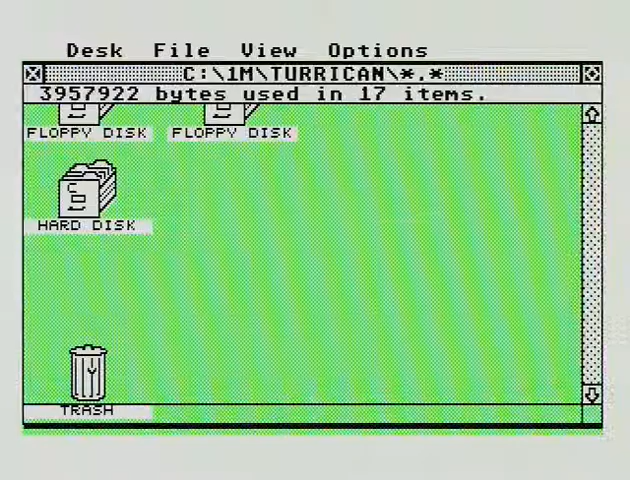 Desk File View Options
C:\1M\TURRICAN\*.*
3957922 bytes used in 17 items.
FLOPPY DISK FLOPPY DISK
C
HARD DISK
TRASH